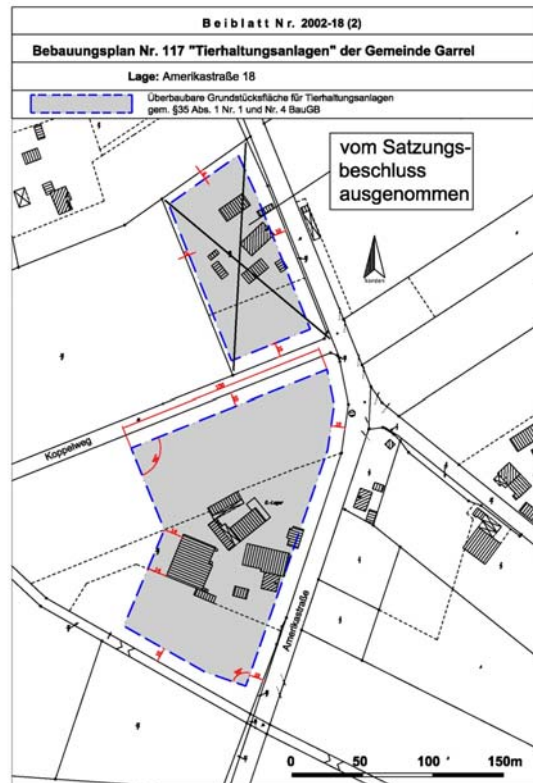 Beiblatt Nr. 2002-18 (2)
Bebauungsplan Nr. 117 "Tierhaltungsanlagen" der Gemeinde Garrel
Lage: Amerikastraße 18
Überbaubare Grundstücksfläche für Tierhaltungsanlagen
gem. §35 Abs. 1 Nr. 1 und Nr. 4 BauGB
vom Satzungs-
beschluss
ausgenommen
Koppelweg
Amerikastraße
0 50 100 150m